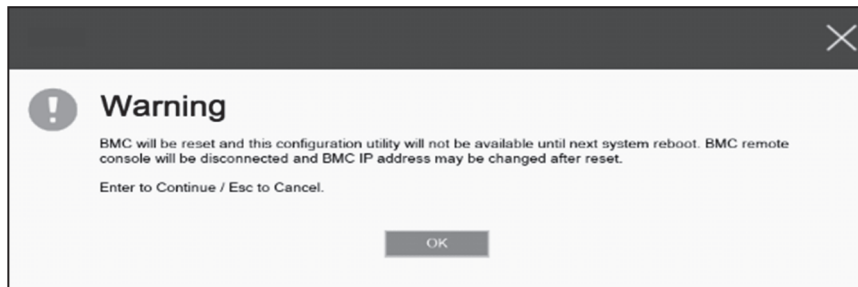 Warning
BMC will be reset and this configuration utility will not be available until next system reboot. BMC remote
console will be disconnected and BMC IP address may be changed after reset.
Enter to Continue / Esc to Cancel.
OK